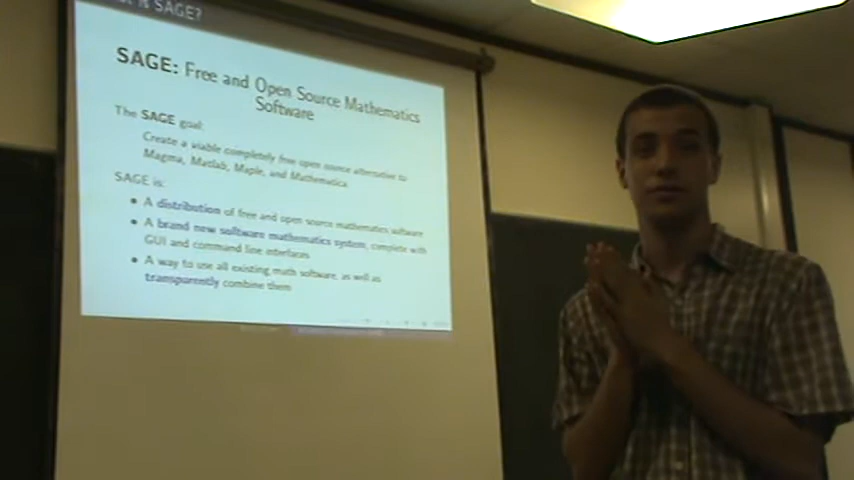 is SAGE?
SAGE: Free and Open Source Mathematics
Software
The SAGE goal:
Create a viable completely free open source alternative to
Magma, Matlab, Maple, and Mathematica
SAGE is:
• A distribution of free and open source mathematics software
• A brand new software mathematics system, complete with
GUI and command line interfaces
• A way to use all existing math software, as well as
transparently combine them